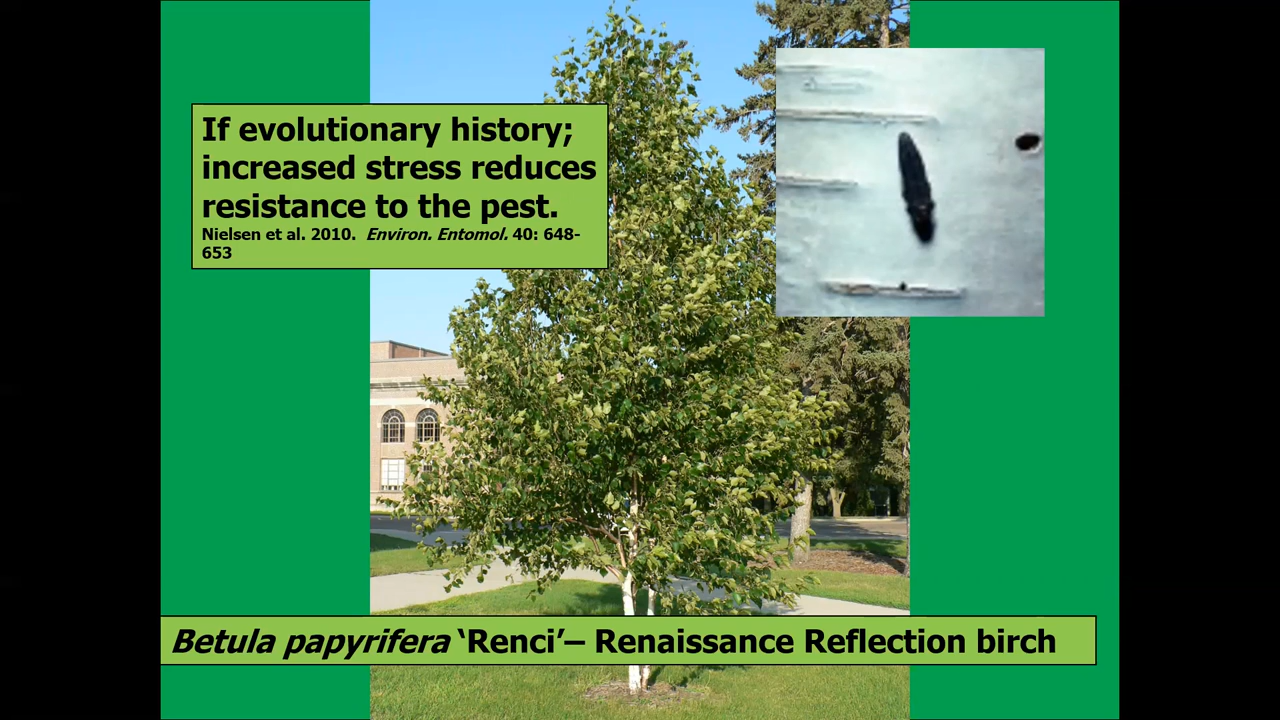 If evolutionary history;
increased stress reduces
resistance to the pest.
Nielsen et al. 2010.  Environ. Entomol. 40: 648-
653
Betula papyrifera ‘Renci’– Renaissance Reflection birch